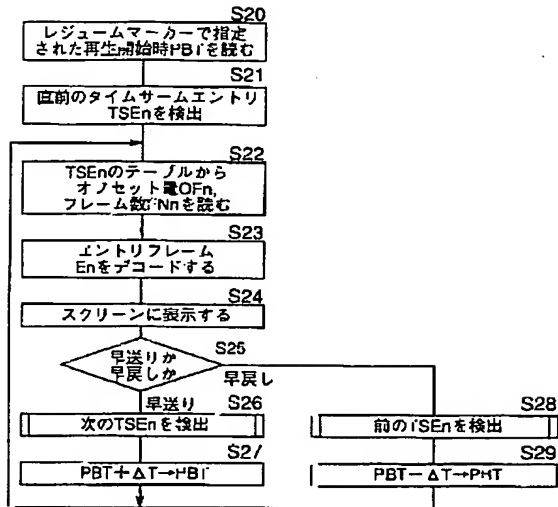 S20
レジュームマーカーで指定
された再生開始時PBTを読む
S21
直前のタイムサームエントリ
TSEnを検出
S22
TSEnのテーブルから
オノセット電OFn,
フレーム数FNnを読む
S23
エントリフレーム
Enをデコードする
S24
スクリーンに表示する
S25
早送りか
早戻しか
早戻し
早送り
S26
次のTSEnを検出
S28
前のTSEnを検出
S27
PBT+ΔT→PBT
S29
PBT-ΔT→PBT